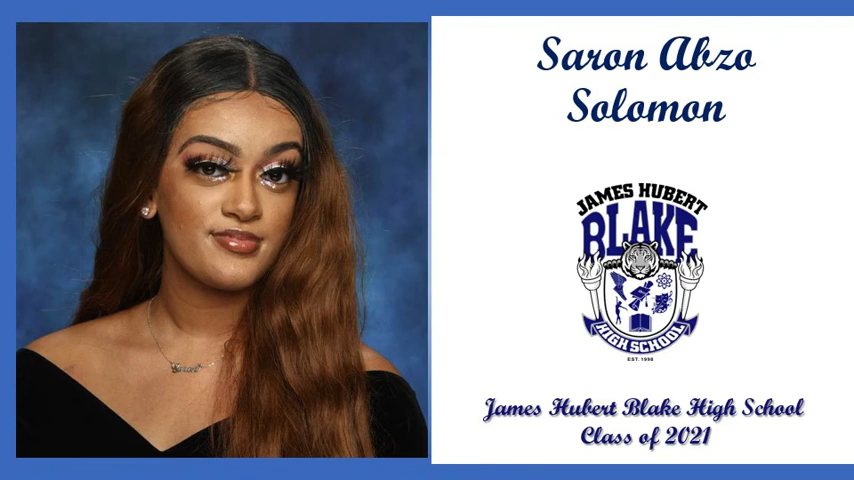 Saron Abzo
Solomon
JAMES HUBERT
BLAKE
HIGH SCHOOL
EST. 1998
James Hubert Blake High School
Class of 2021